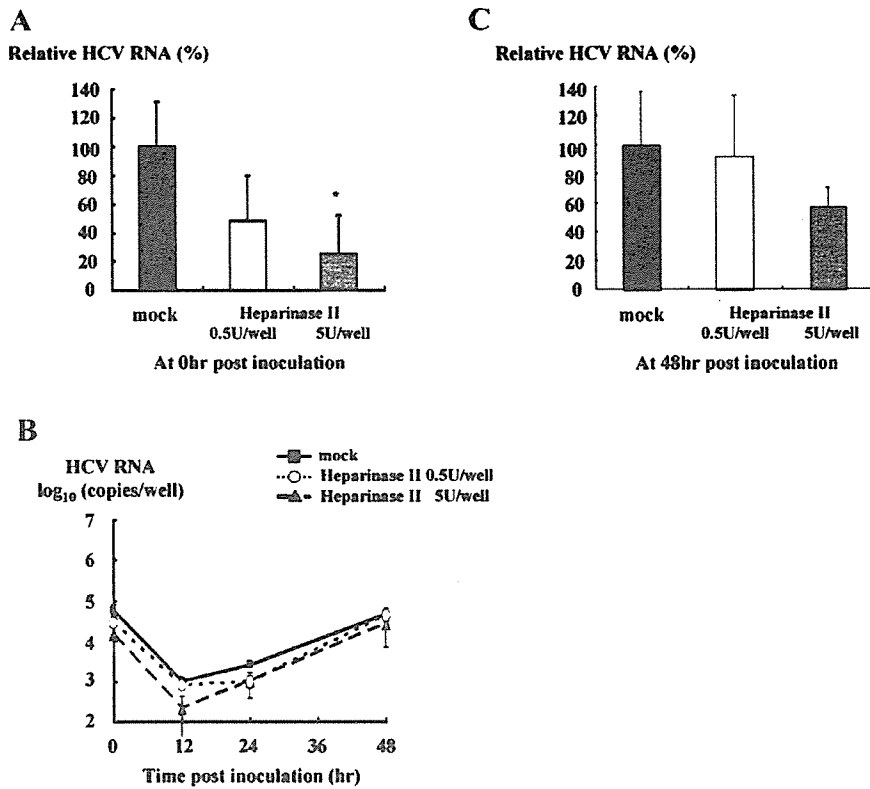 A
Relative HCV RNA (%)
140
120
100
80
60
40
20
0
*
mock
Heparinase II
0.5U/well 5U/well
At 0hr post inoculation
C
Relative HCV RNA (%)
140
120
100
80
60
40
20
0
mock
Heparinase II
0.5U/well 5U/well
At 48hr post inoculation
B
HCV RNA
log₁₀ (copies/well)
mock
Heparinase II 0.5U/well
Heparinase II 5U/well
7
6
5
4
3
2
0 12 24 36 48
Time post inoculation (hr)